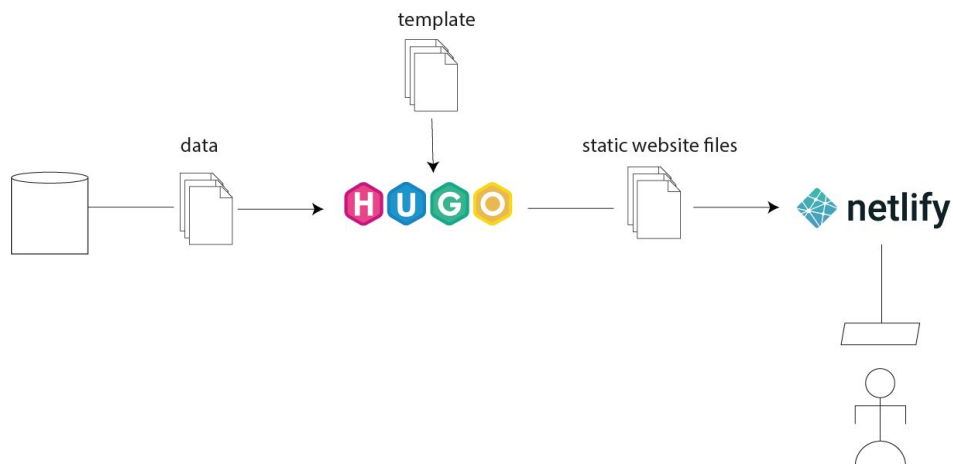 template
data
static website files
HUGO
netlify